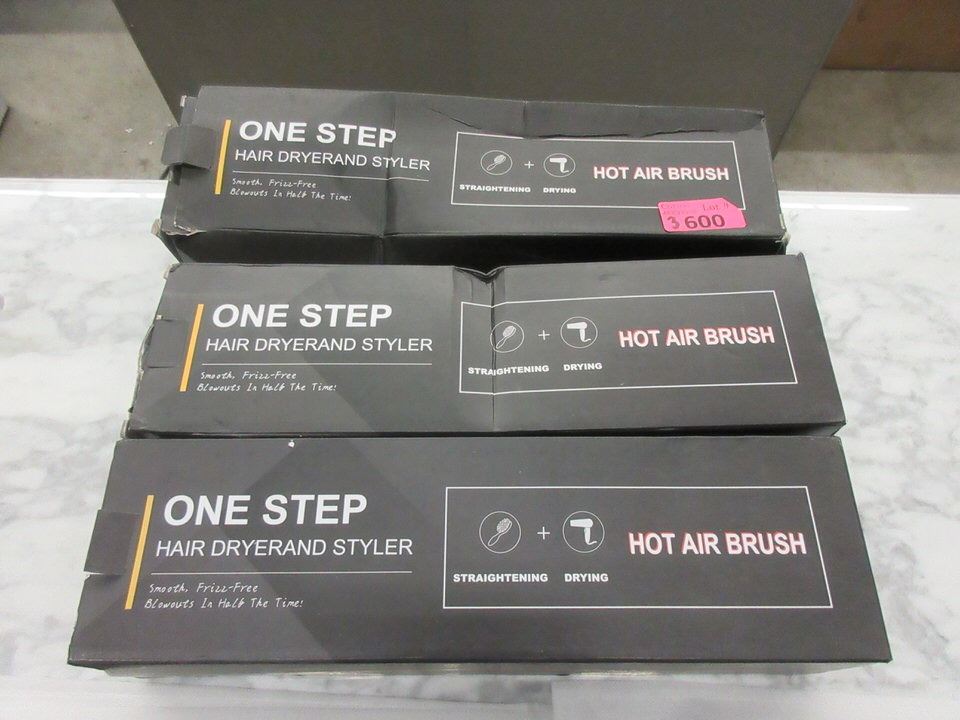 ONE STEP
HAIR DRYERAND STYLER
Smooth, Frizz-Free
Blowouts In Half The Time!
STRAIGHTENING
+
DRYING
HOT AIR BRUSH
Lot #
3600
ONE STEP
HAIR DRYERAND STYLER
Smooth, Frizz-Free
Blowouts In Half The Time!
STRAIGHTENING
+
DRYING
HOT AIR BRUSH
ONE STEP
HAIR DRYERAND STYLER
Smooth, Frizz-Free
Blowouts In Half The Time!
STRAIGHTENING
+
DRYING
HOT AIR BRUSH